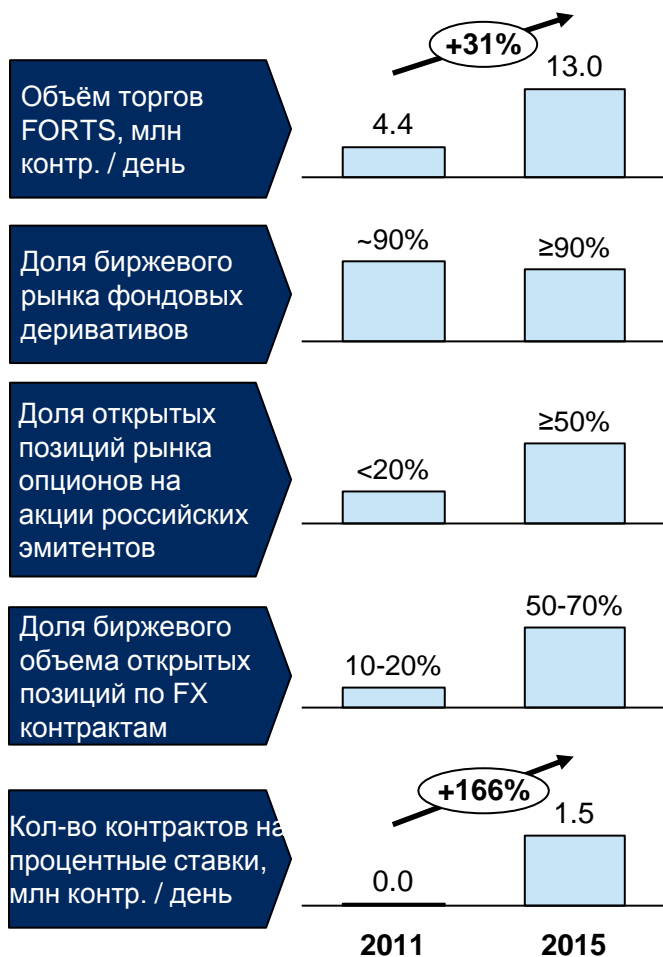 +31%
Объём торгов
FORTS, млн
контр. / день
4.4
13.0
Доля биржевого
рынка фондовых
деривативов
~90%
≥90%
Доля открытых
позиций рынка
опционов на
акции российских
эмитентов
<20%
≥50%
Доля биржевого
объема открытых
позиций по FX
контрактам
10-20%
50-70%
+166%
Кол-во контрактов на
процентные ставки,
млн контр. / день
0.0
1.5
2011
2015